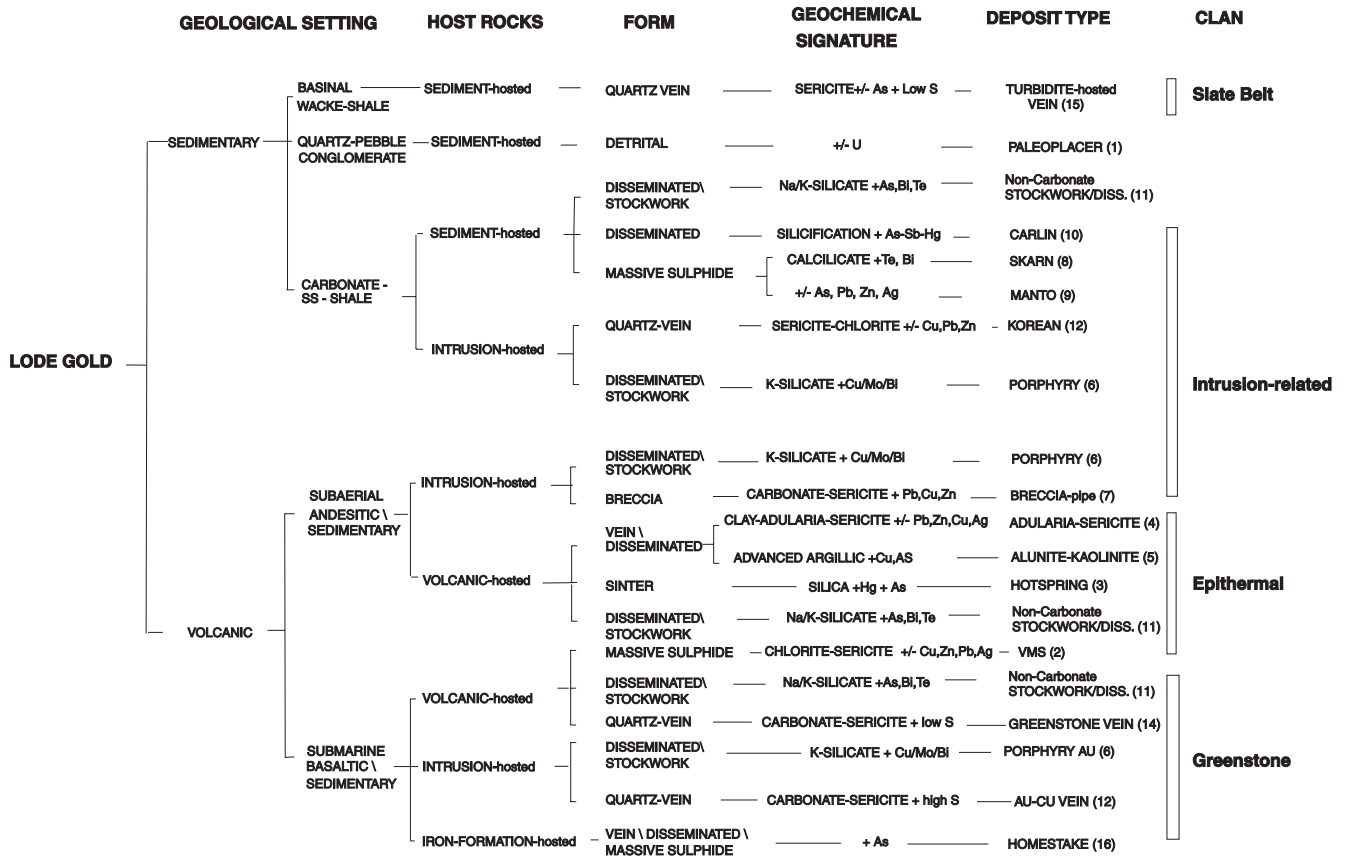 GEOLOGICAL SETTING HOST ROCKS FORM GEOCHEMICAL SIGNATURE DEPOSIT TYPE CLAN
LODE GOLD
SEDIMENTARY
BASINAL
WACKE-SHALE
SEDIMENT-hosted
QUARTZ VEIN
SERICITE+/- As + Low S
TURBIDITE-hosted
VEIN (15)
Slate Belt
QUARTZ-PEBBLE
CONGLOMERATE
SEDIMENT-hosted
DETRITAL
+/- U
PALEOPLACER (1)
CARBONATE -
SS - SHALE
SEDIMENT-hosted
DISSEMINATED\
STOCKWORK
Na/K-SILICATE +As,Bi,Te
Non-Carbonate
STOCKWORK/DISS. (11)
DISSEMINATED
SILICIFICATION + As-Sb-Hg
CARLIN (10)
MASSIVE SULPHIDE
CALCILICATE +Te, Bi
SKARN (8)
+/- As, Pb, Zn, Ag
MANTO (9)
INTRUSION-hosted
QUARTZ-VEIN
SERICITE-CHLORITE +/- Cu,Pb,Zn
KOREAN (12)
DISSEMINATED\
STOCKWORK
K-SILICATE +Cu/Mo/Bi
PORPHYRY (6)
Intrusion-related
VOLCANIC
SUBAERIAL
ANDESITIC \
SEDIMENTARY
INTRUSION-hosted
DISSEMINATED\
STOCKWORK
K-SILICATE + Cu/Mo/Bi
PORPHYRY (6)
BRECCIA
CARBONATE-SERICITE + Pb,Cu,Zn
BRECCIA-pipe (7)
VOLCANIC-hosted
VEIN \
DISSEMINATED
CLAY-ADULARIA-SERICITE +/- Pb,Zn,Cu,Ag
ADULARIA-SERICITE (4)
ADVANCED ARGILLIC +Cu,AS
ALUNITE-KAOLINITE (5)
SINTER
SILICA +Hg + As
HOTSPRING (3)
Epithermal
DISSEMINATED\
STOCKWORK
Na/K-SILICATE +As,Bi,Te
Non-Carbonate
STOCKWORK/DISS. (11)
SUBMARINE
BASALTIC \
SEDIMENTARY
VOLCANIC-hosted
MASSIVE SULPHIDE
CHLORITE-SERICITE +/- Cu,Zn,Pb,Ag
VMS (2)
DISSEMINATED\
STOCKWORK
Na/K-SILICATE +As,Bi,Te
Non-Carbonate
STOCKWORK/DISS. (11)
QUARTZ-VEIN
CARBONATE-SERICITE + low S
GREENSTONE VEIN (14)
INTRUSION-hosted
DISSEMINATED\
STOCKWORK
K-SILICATE + Cu/Mo/Bi
PORPHYRY AU (6)
Greenstone
QUARTZ-VEIN
CARBONATE-SERICITE + high S
AU-CU VEIN (12)
IRON-FORMATION-hosted
VEIN \ DISSEMINATED \
MASSIVE SULPHIDE
+ As
HOMESTAKE (16)